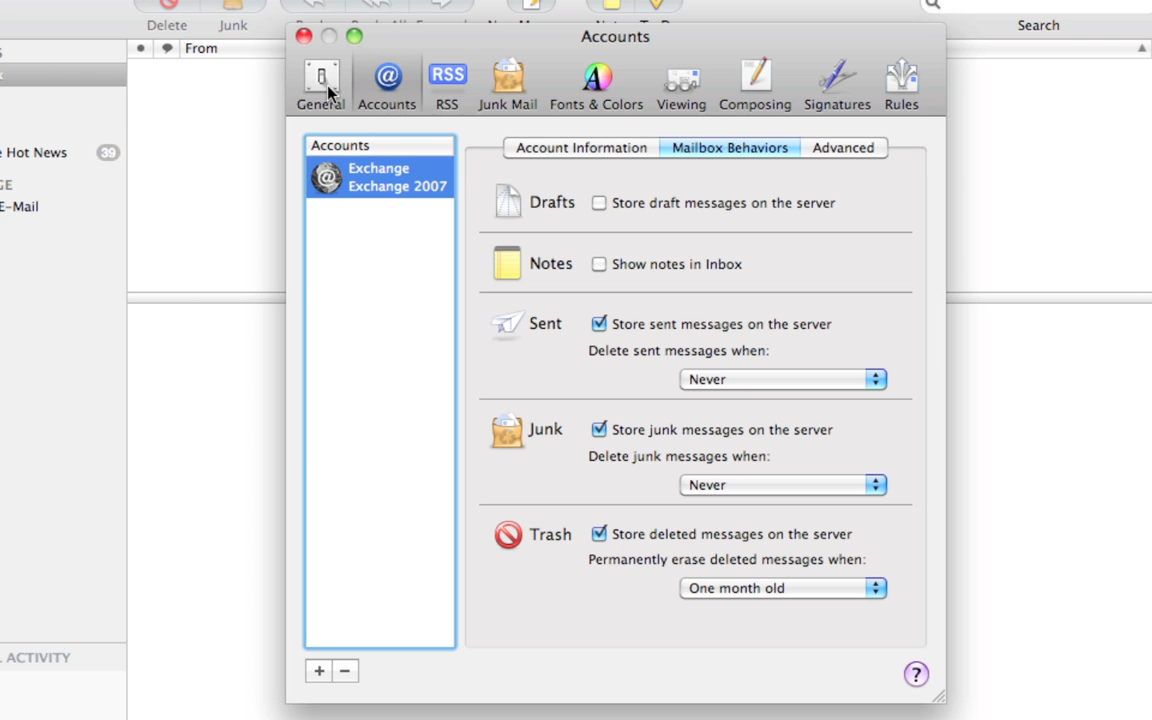 Delete
Junk
Search
From
Accounts
General
Accounts
RSS
RSS
Junk Mail
Fonts & Colors
Viewing
Composing
Signatures
Rules
Hot News
39
E-Mail
ACTIVITY
Accounts
Exchange
Exchange 2007
Account Information
Mailbox Behaviors
Advanced
Drafts
Store draft messages on the server
Notes
Show notes in Inbox
Sent
Store sent messages on the server
Delete sent messages when:
Never
Junk
Store junk messages on the server
Delete junk messages when:
Never
Trash
Store deleted messages on the server
Permanently erase deleted messages when:
One month old
+
−
?